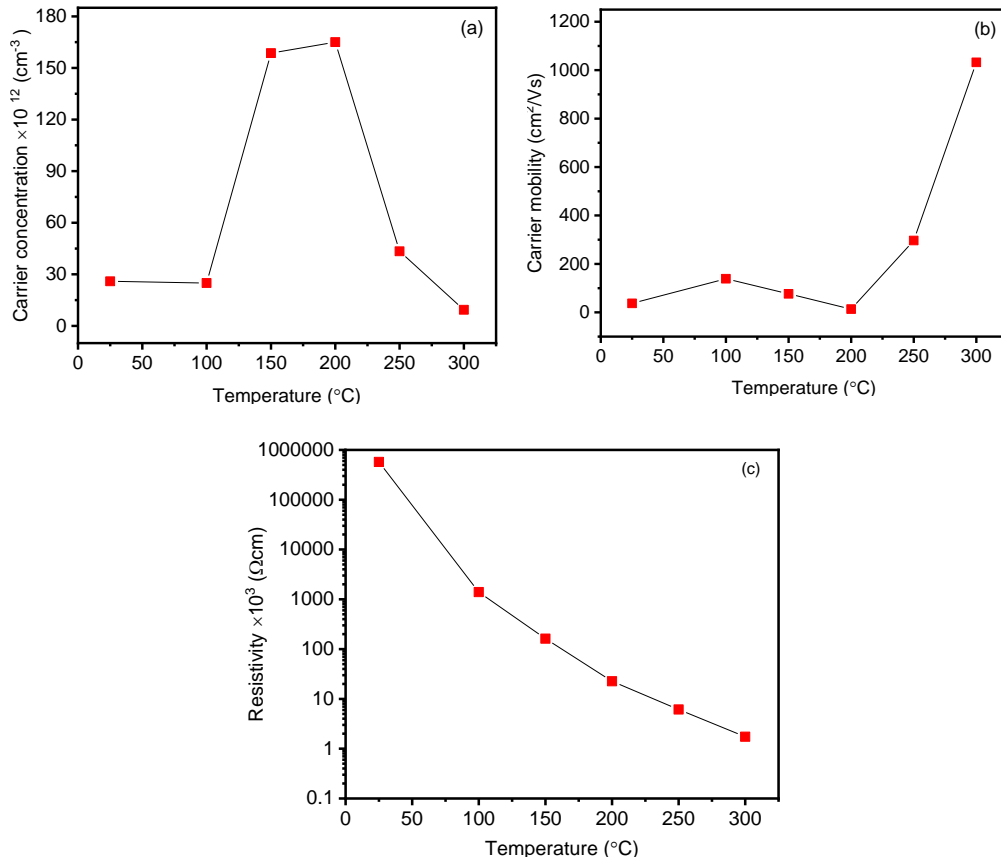 (a)
Carrier concentration ×10 12 (cm-3)
180
150
120
90
60
30
0
0 50 100 150 200 250 300
Temperature (°C)
(b)
Carrier mobility (cm2/Vs)
1200
1000
800
600
400
200
0
0 50 100 150 200 250 300
Temperature (°C)
(c)
Resistivity ×103 (Ωcm)
1000000
100000
10000
1000
100
10
1
0.1
0 50 100 150 200 250 300
Temperature (°C)